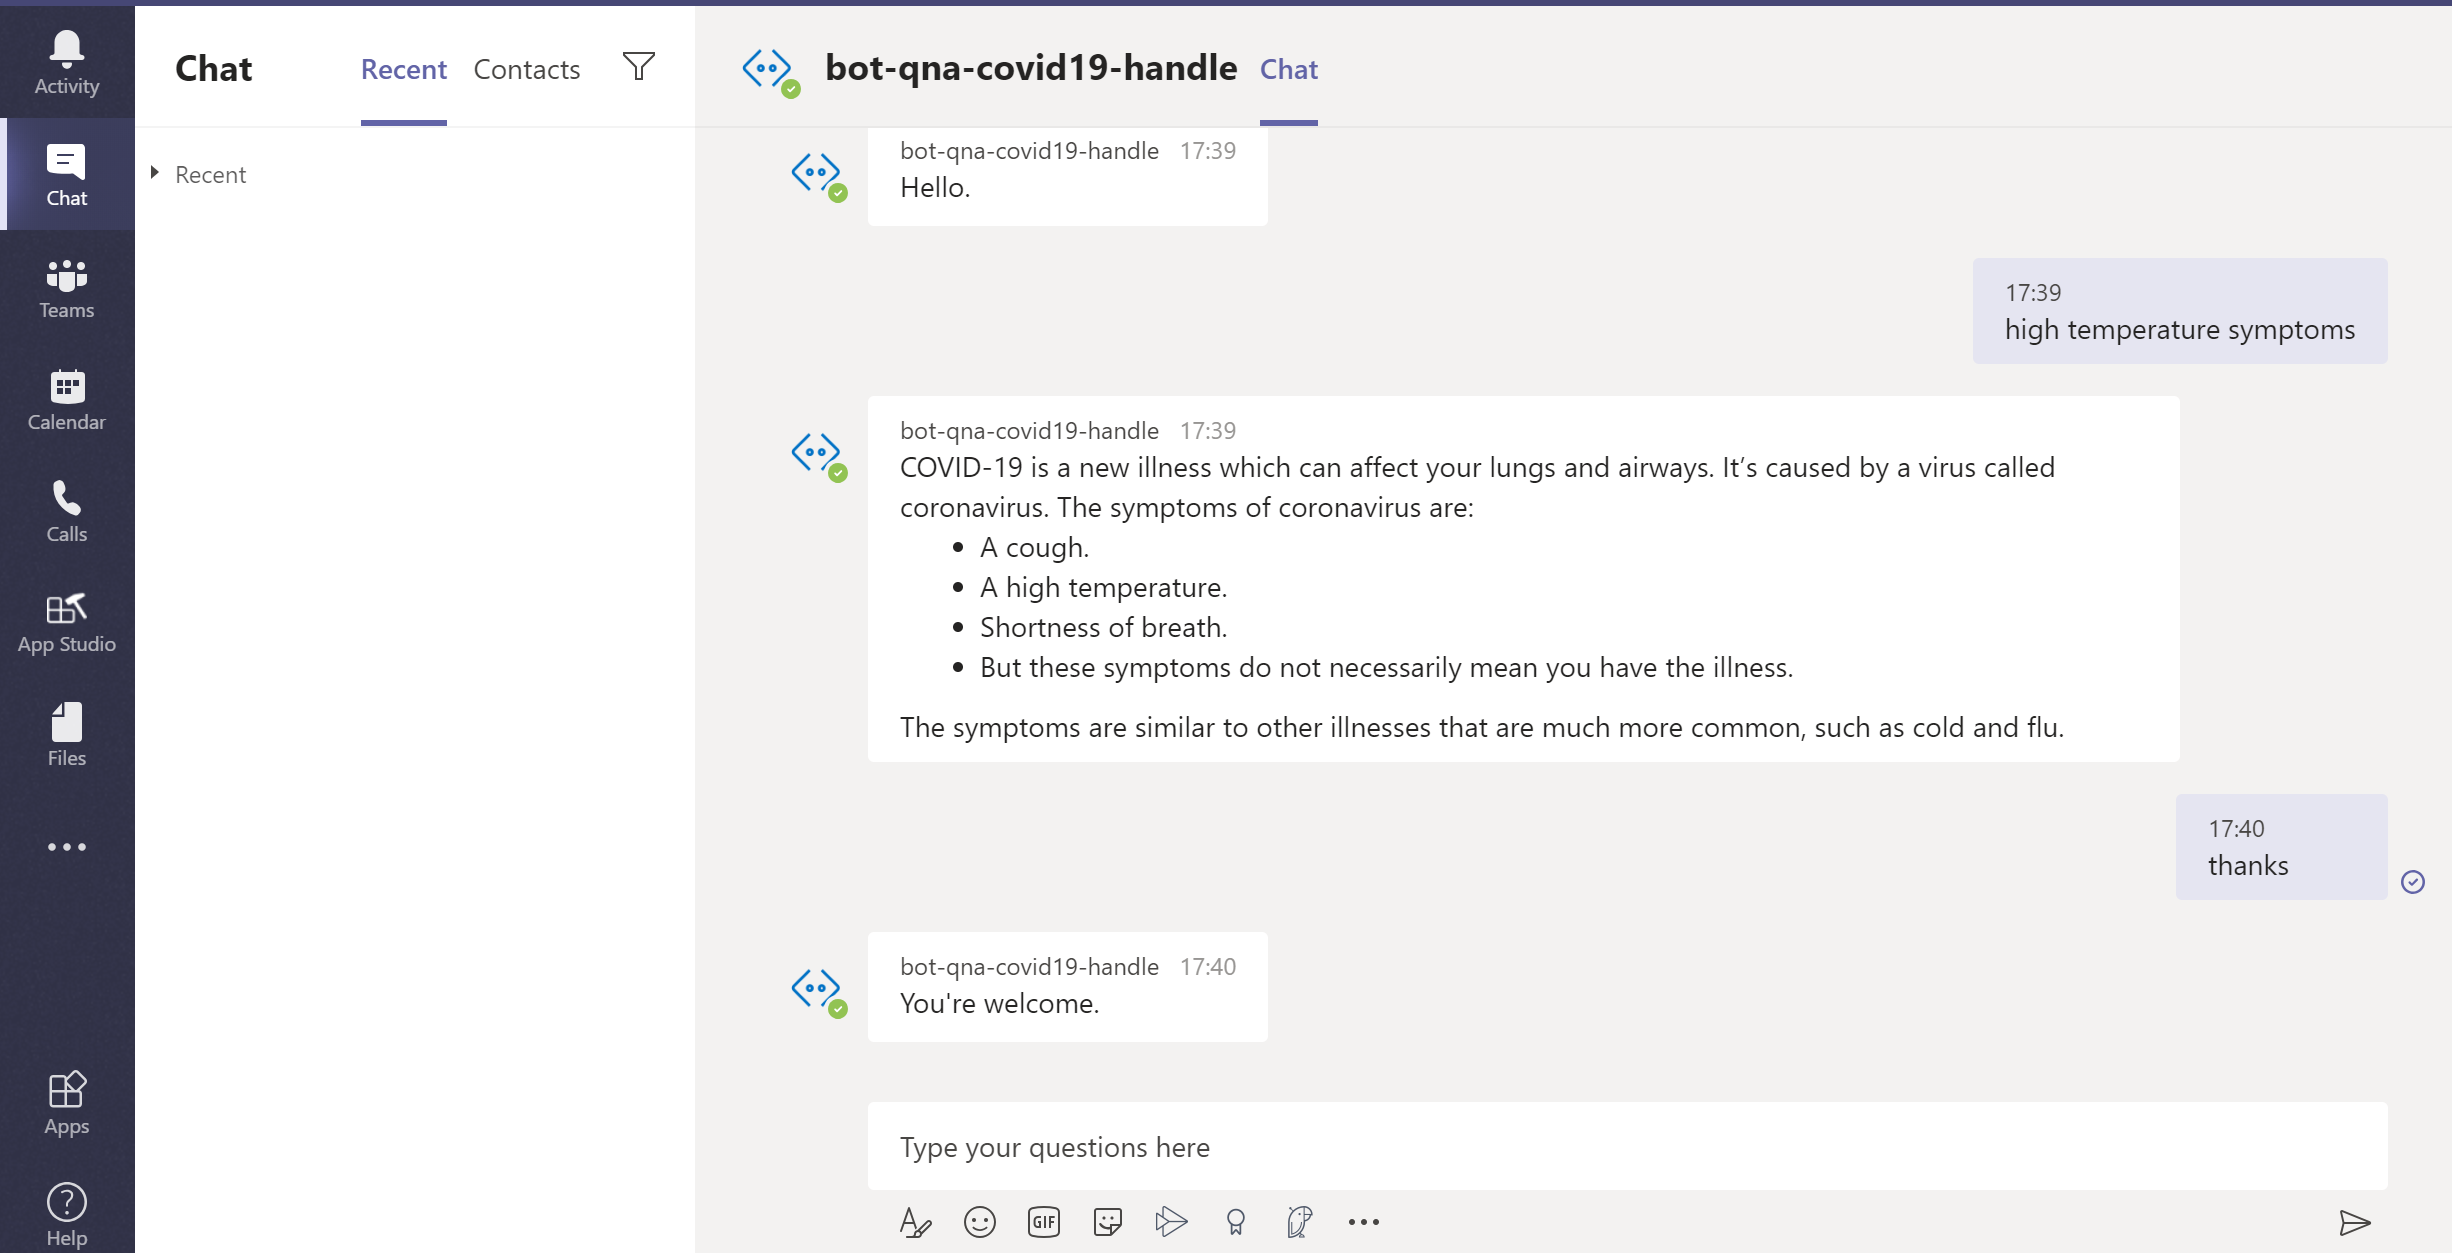 Activity
Chat
Teams
Calendar
Calls
App Studio
Files
Apps
Help
Chat Recent Contacts
Recent
bot-qna-covid19-handle Chat
bot-qna-covid19-handle 17:39
Hello.
17:39
high temperature symptoms
bot-qna-covid19-handle 17:39
COVID-19 is a new illness which can affect your lungs and airways. It’s caused by a virus called
coronavirus. The symptoms of coronavirus are:
• A cough.
• A high temperature.
• Shortness of breath.
• But these symptoms do not necessarily mean you have the illness.
The symptoms are similar to other illnesses that are much more common, such as cold and flu.
17:40
thanks
bot-qna-covid19-handle 17:40
You're welcome.
Type your questions here
GIF